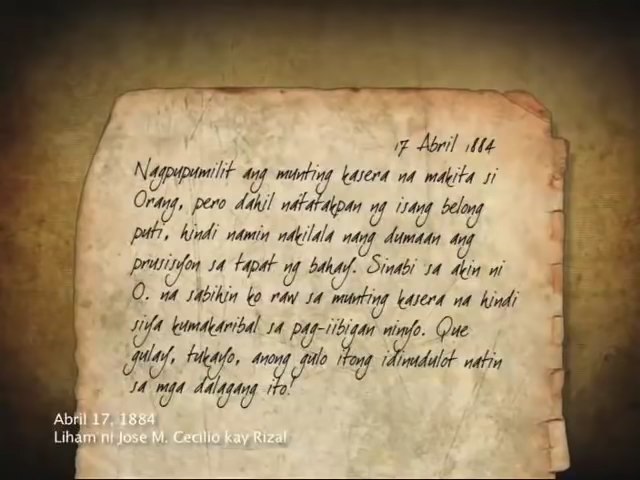 17 Abril 1884
Nagpupumilit ang munting kasera na makita si
Orang, pero dahil natatakpan ng isang belong
puti, hindi namin nakilala nang dumaan ang
prusisyon sa tapat ng bahay. Sinabi sa akin ni
O. na sabihin ko raw sa munting kasera na hindi
siya kumakaribal sa pag-iibigan ninyo. Que
gulay, tukayo, anong gulo itong idinudulot natin
sa mga dalagang ito!
Abril 17, 1884
Liham ni Jose M. Cecilio kay Rizal